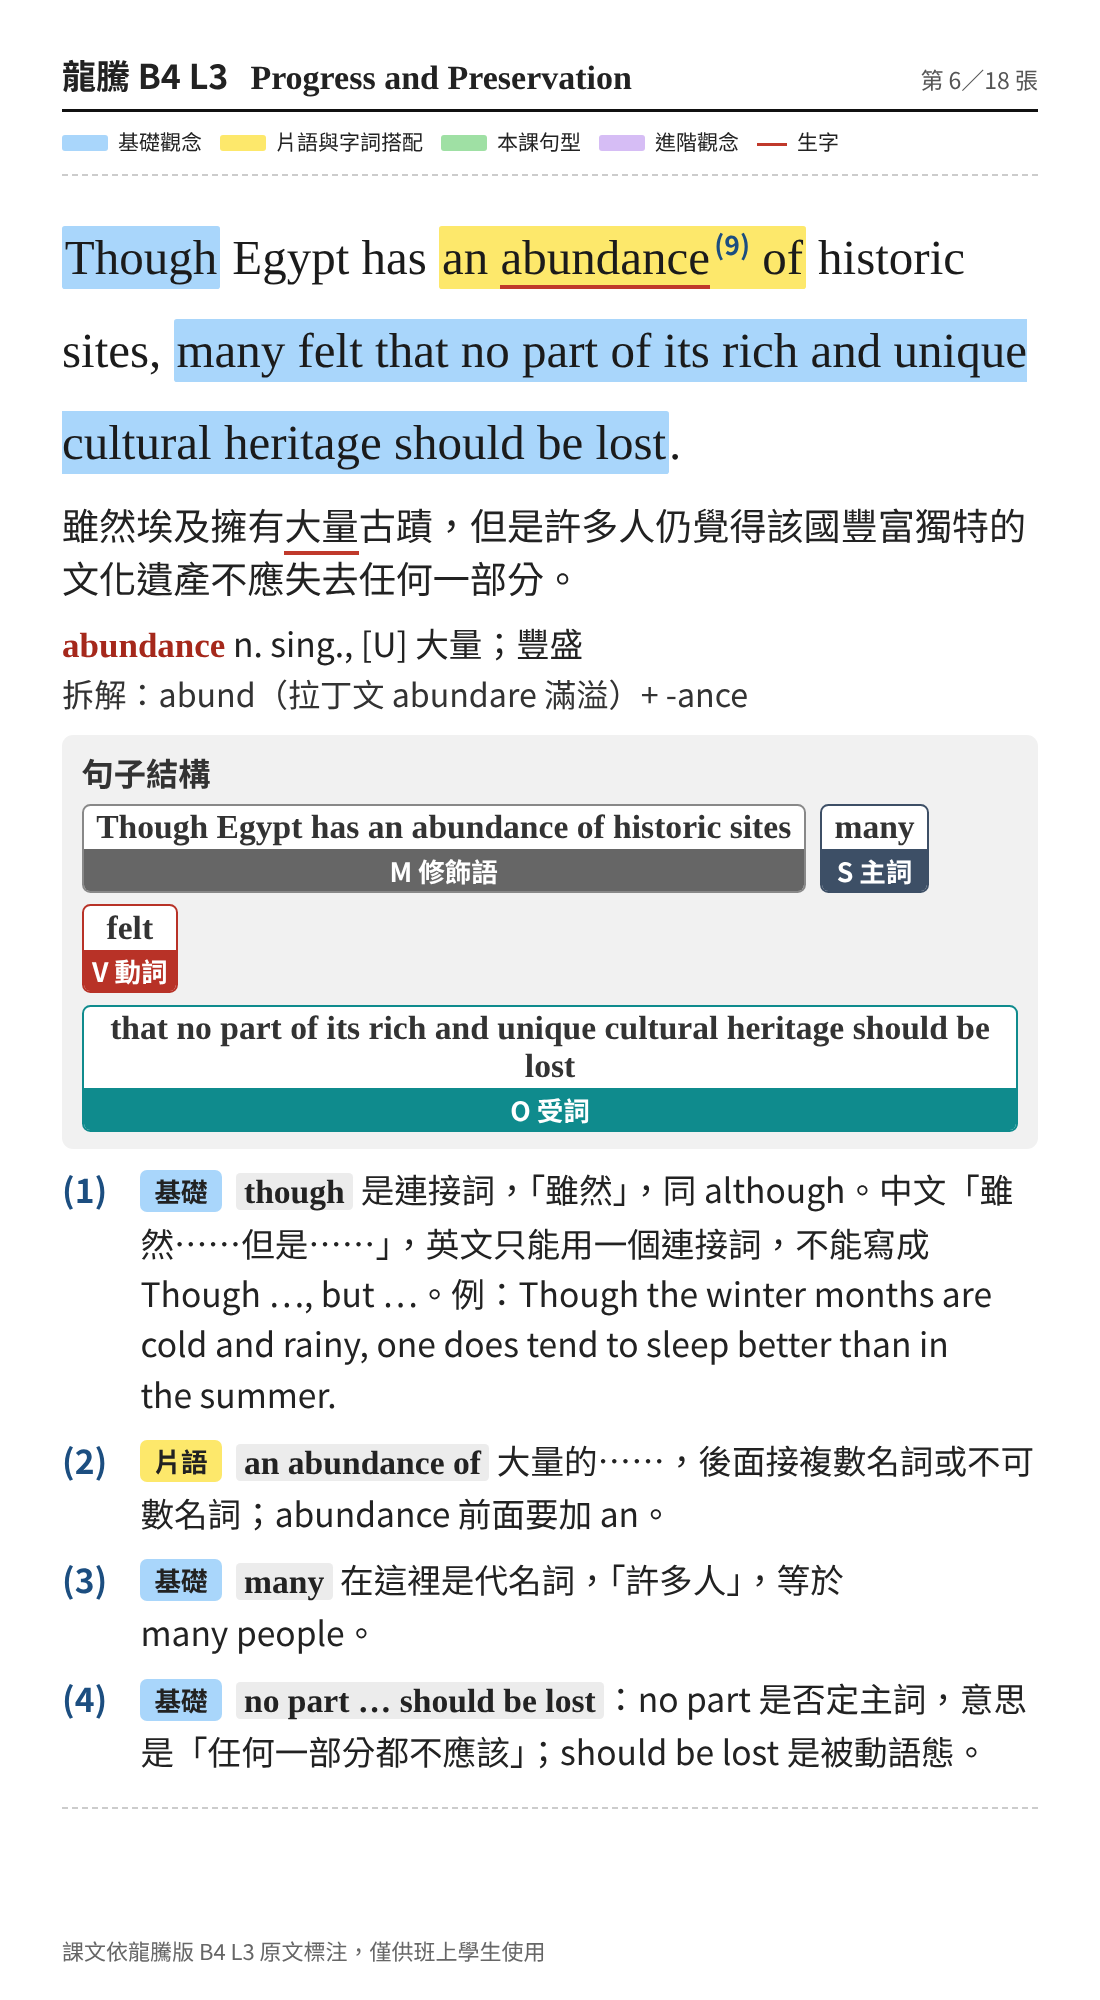 龍騰 B4 L3 Progress and Preservation 第 6／18 張
基礎觀念 片語與字詞搭配 本課句型 進階觀念 生字
Though Egypt has an abundance(9) of historic
sites, many felt that no part of its rich and unique
cultural heritage should be lost.
雖然埃及擁有大量古蹟，但是許多人仍覺得該國豐富獨特的
文化遺產不應失去任何一部分。
abundance n. sing., [U] 大量；豐盛
拆解：abund（拉丁文 abundare 滿溢）+ -ance
句子結構
Though Egypt has an abundance of historic sites many
M 修飾語 S 主詞
felt
V 動詞
that no part of its rich and unique cultural heritage should be
lost
O 受詞
(1) 基礎 though 是連接詞，「雖然」，同 although。中文「雖
然……但是……」，英文只能用一個連接詞，不能寫成
Though …, but …。例：Though the winter months are
cold and rainy, one does tend to sleep better than in
the summer.
(2) 片語 an abundance of 大量的……，後面接複數名詞或不可
數名詞；abundance 前面要加 an。
(3) 基礎 many 在這裡是代名詞，「許多人」，等於
many people。
(4) 基礎 no part … should be lost：no part 是否定主詞，意思
是「任何一部分都不應該」；should be lost 是被動語態。
課文依龍騰版 B4 L3 原文標注，僅供班上學生使用